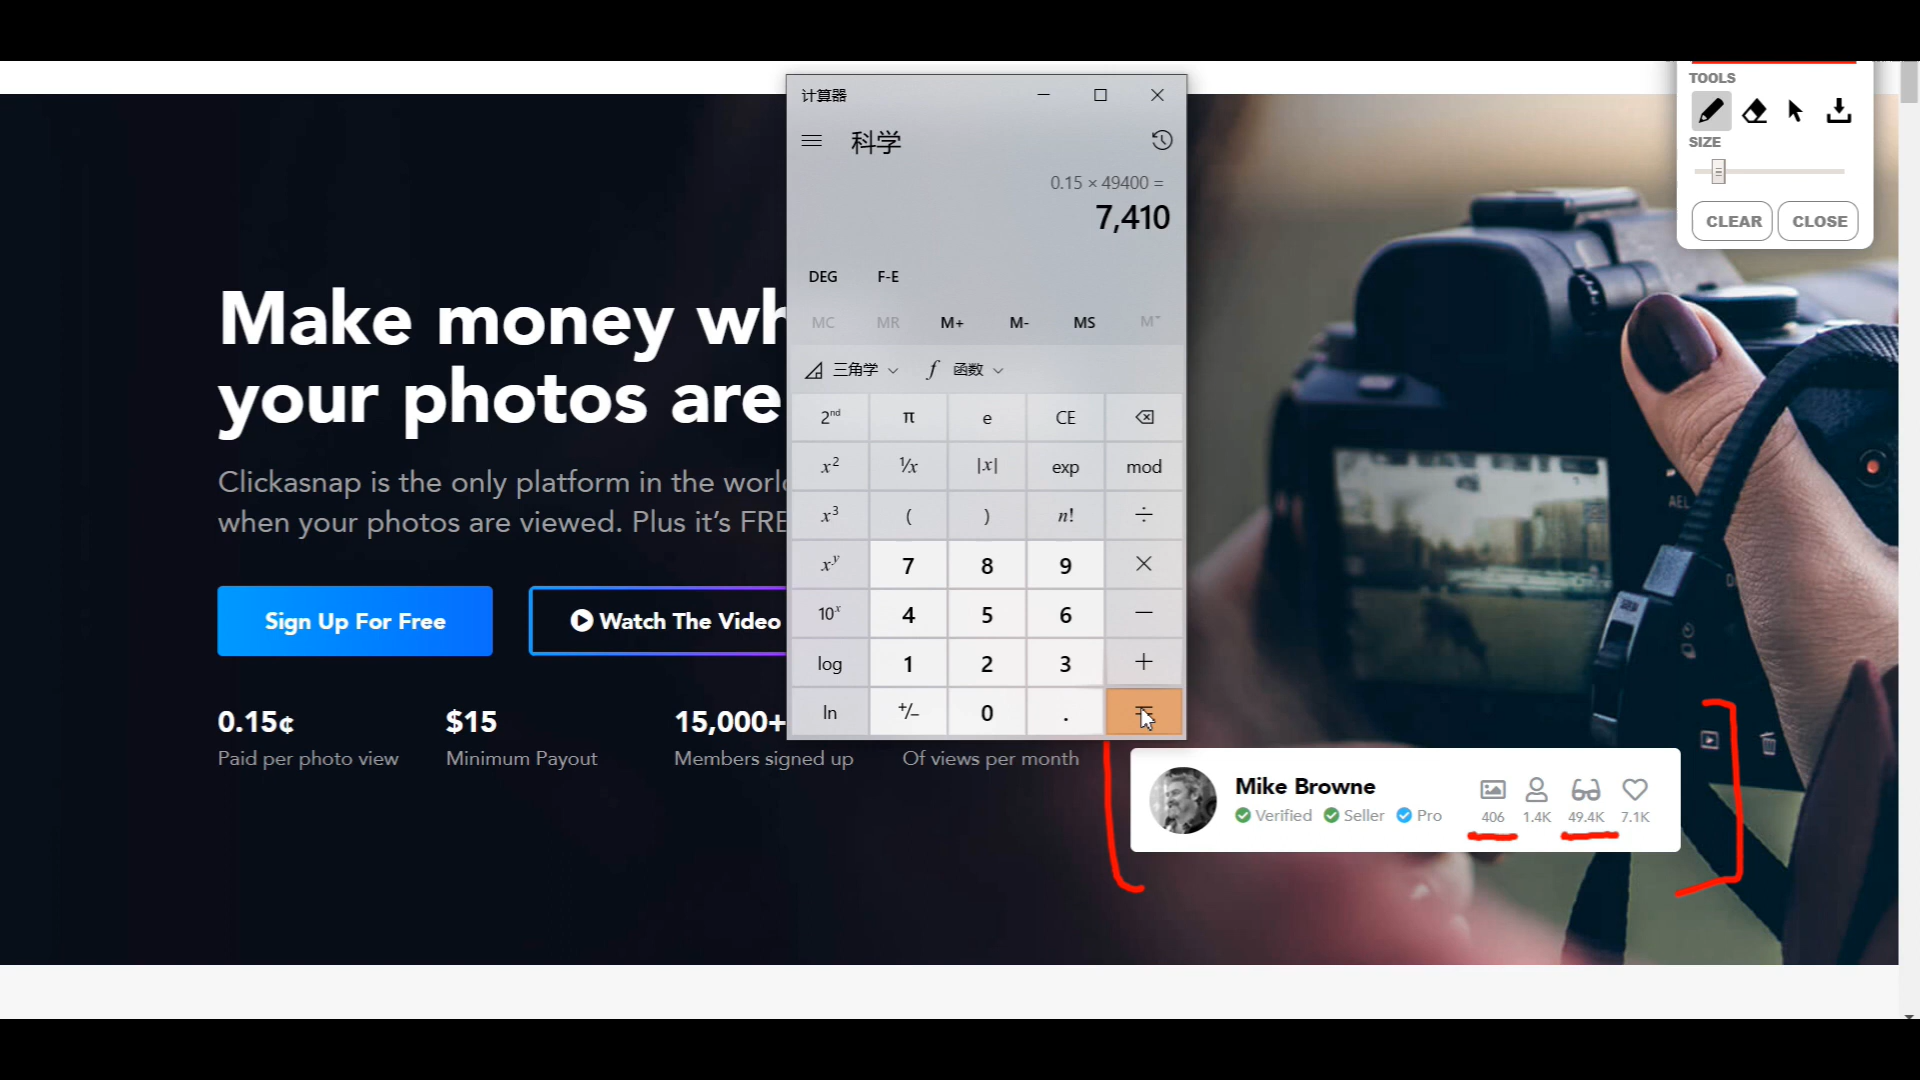 TOOLS
SIZE
CLEAR
CLOSE
计算器
科学
0.15 × 49400 =
7,410
DEG
F-E
MC
MR
M+
M-
MS
M˅
三角学
f 函数
2ⁿᵈ
π
e
CE
x²
¹/x
|x|
exp
mod
x³
(
)
n!
÷
xʸ
7
8
9
×
10ˣ
4
5
6
−
log
1
2
3
+
ln
+/−
0
.
=
Make money wh
your photos are
Clickasnap is the only platform in the world
when your photos are viewed. Plus it's FRE
Sign Up For Free
Watch The Video
0.15¢
Paid per photo view
$15
Minimum Payout
15,000+
Members signed up
Of views per month
Mike Browne
Verified
Seller
Pro
406
1.4K
49.4K
7.1K
AEL